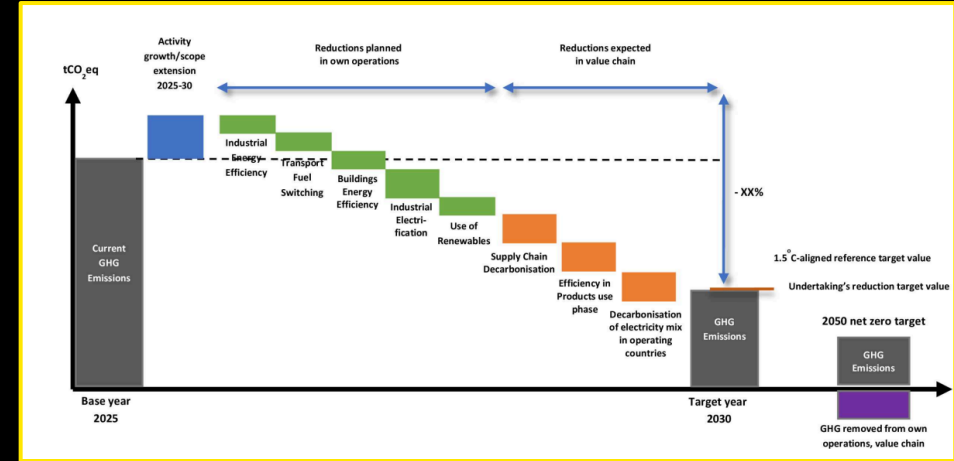 tCO2eq
Activity
growth/scope
extension
2025-30
Reductions planned
in own operations
Reductions expected
in value chain
Industrial
Energy
Efficiency
Transport
Fuel
Switching
Buildings
Energy
Efficiency
Industrial
Electri-
fication
Use of
Renewables
Supply Chain
Decarbonisation
Efficiency in
Products use
phase
Decarbonisation
of electricity mix
in operating
countries
- XX%
1.5°C-aligned reference target value
Undertaking's reduction target value
Current
GHG
Emissions
GHG
Emissions
2050 net zero target
GHG
Emissions
Base year
2025
Target year
2030
GHG removed from own
operations, value chain